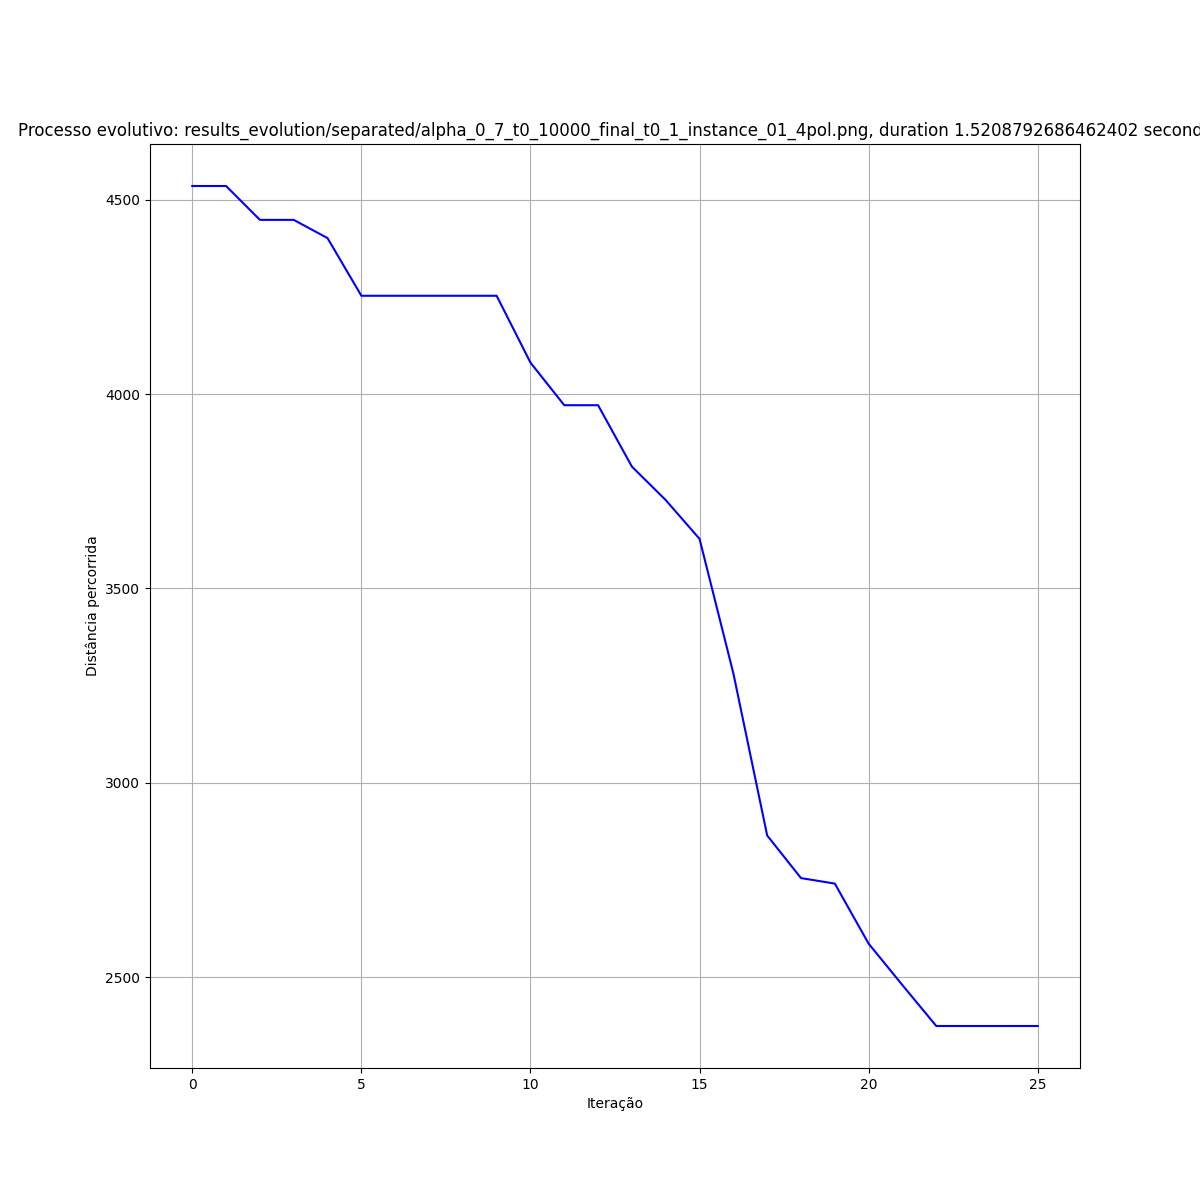 Processo evolutivo: results_evolution/separated/alpha_0_7_t0_10000_final_t0_1_instance_01_4pol.png, duration 1.5208792686462402 second
4500
4000
3500
3000
2500
Distância percorrida
0 5 10 15 20 25
Iteração